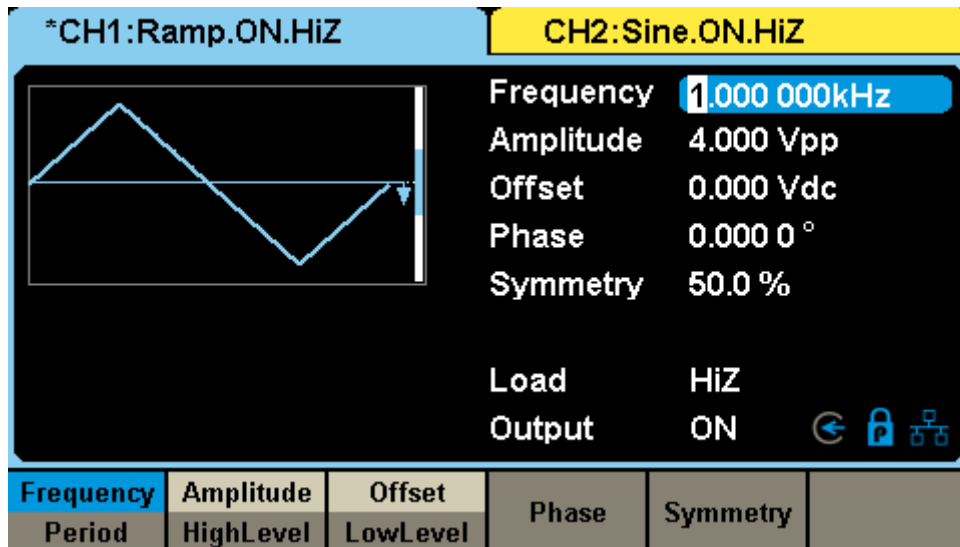 *CH1:Ramp.ON.HiZ CH2:Sine.ON.HiZ
Frequency 1.000 000kHz
Amplitude 4.000 Vpp
Offset 0.000 Vdc
Phase 0.000 0 °
Symmetry 50.0 %
Load HiZ
Output ON P
Frequency Amplitude Offset Phase Symmetry
Period HighLevel LowLevel